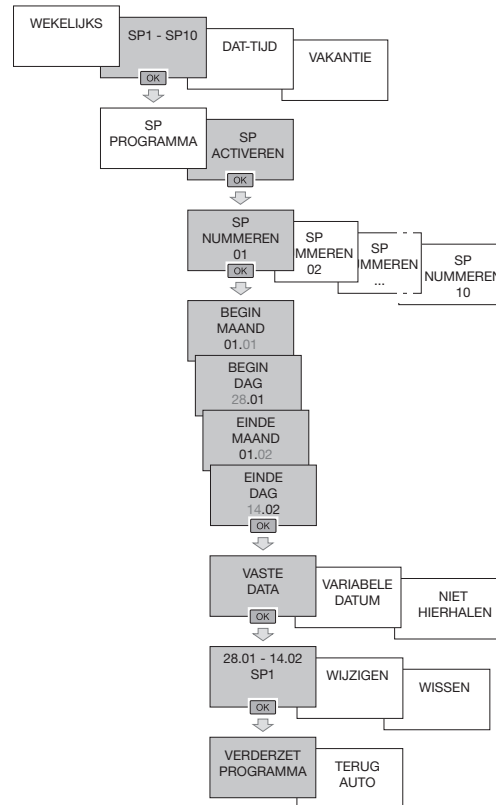 WEKELIJKS
SP1 - SP10
DAT-TIJD
VAKANTIE
OK
SP
PROGRAMMA
SP
ACTIVEREN
OK
SP
NUMMEREN
01
OK
SP
MMEREN
02
SP
UMMEREN
...
SP
NUMMEREN
10
BEGIN
MAAND
01.01
BEGIN
DAG
28.01
EINDE
MAAND
01.02
EINDE
DAG
14.02
OK
VASTE
DATA
OK
VARIABELE
DATUM
NIET
HIERHALEN
28.01 - 14.02
SP1
OK
WIJZIGEN
WISSEN
VERDERZET
PROGRAMMA
TERUG
AUTO